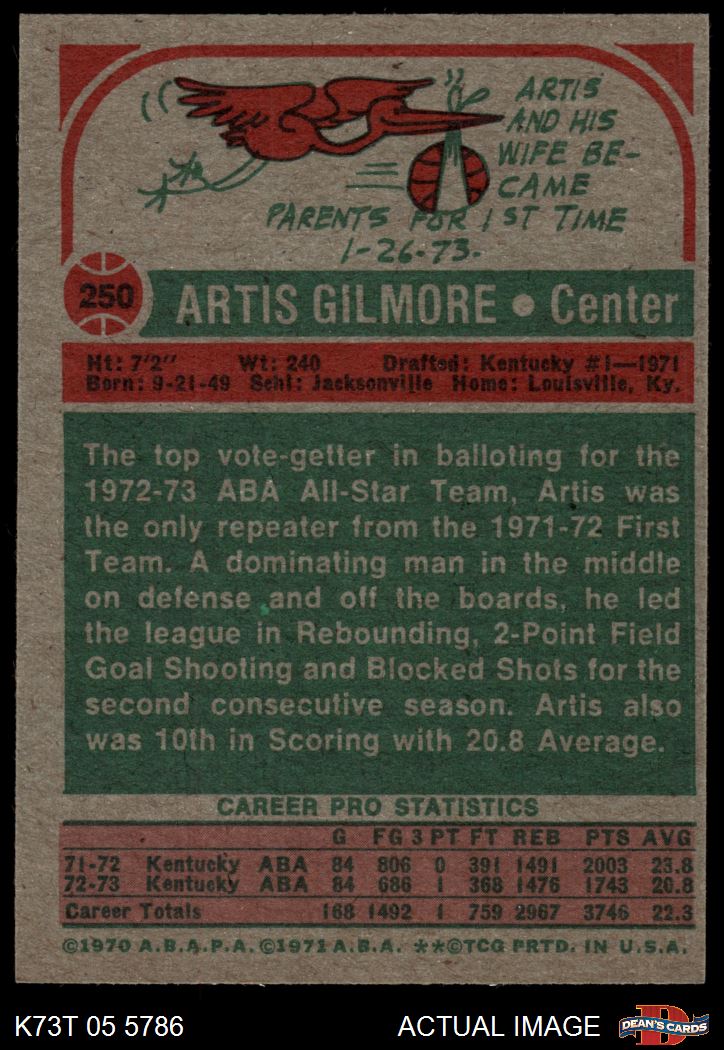 ARTIS
AND HIS
WIFE BE-
CAME
PARENTS FOR 1ST TIME
1-26-73.
250
ARTIS GILMORE • Center
Ht: 7'2" Wt: 240 Drafted: Kentucky #1—1971
Born: 9-21-49 Schl: Jacksonville Home: Louisville, Ky.
The top vote-getter in balloting for the
1972-73 ABA All-Star Team, Artis was
the only repeater from the 1971-72 First
Team. A dominating man in the middle
on defense and off the boards, he led
the league in Rebounding, 2-Point Field
Goal Shooting and Blocked Shots for the
second consecutive season. Artis also
was 10th in Scoring with 20.8 Average.
CAREER PRO STATISTICS
G FG 3PT FT REB PTS AVG
71-72 Kentucky ABA 84 806 0 391 1491 2003 23.8
72-73 Kentucky ABA 84 686 1 368 1476 1743 20.8
Career Totals 168 1492 1 759 2967 3746 22.3
©1970 A.B.A.P.A. ©1971 A.B.A. **©TCG PRTD. IN U.S.A.
K73T 05 5786 ACTUAL IMAGE
DEAN'S CARDS